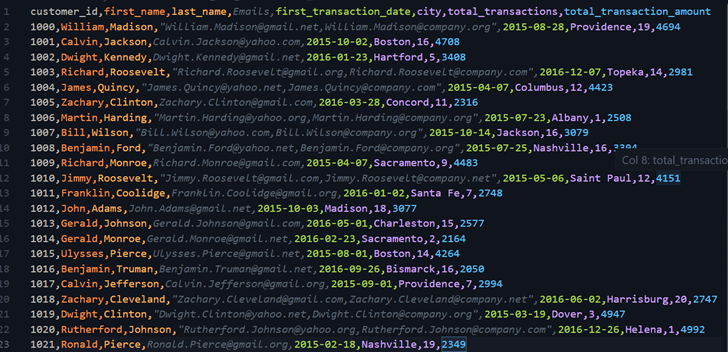 1 customer_id,first_name,last_name,Emails,first_transaction_date,city,total_transactions,total_transaction_amount
2 1000,William,Madison,"William.Madison@gmail.net,William.Madison@company.org",2015-08-28,Providence,19,4694
3 1001,Calvin,Jackson,Calvin.Jackson@yahoo.com,2015-10-02,Boston,16,4708
4 1002,Dwight,Kennedy,Dwight.Kennedy@gmail.org,2016-01-23,Hartford,5,3408
5 1003,Richard,Roosevelt,"Richard.Roosevelt@gmail.org,Richard.Roosevelt@company.com",2016-12-07,Topeka,14,2981
6 1004,James,Quincy,"James.Quincy@yahoo.net,James.Quincy@company.com",2015-04-07,Columbus,12,4423
7 1005,Zachary,Clinton,Zachary.Clinton@gmail.com,2016-03-28,Concord,11,2316
8 1006,Martin,Harding,"Martin.Harding@yahoo.org,Martin.Harding@company.net",2015-07-23,Albany,1,2508
9 1007,Bill,Wilson,"Bill.Wilson@yahoo.com,Bill.Wilson@company.org",2015-10-14,Jackson,16,3079
10 1008,Benjamin,Ford,"Benjamin.Ford@yahoo.net,Benjamin.Ford@company.org",2015-07-25,Nashville,16,
Col 8: total_transactio
11 1009,Richard,Monroe,Richard.Monroe@gmail.com,2015-04-07,Sacramento,9,4483
12 1010,Jimmy,Roosevelt,"Jimmy.Roosevelt@gmail.com,Jimmy.Roosevelt@company.net",2015-05-06,Saint Paul,12,4151
13 1011,Franklin,Coolidge,Franklin.Coolidge@gmail.org,2016-01-02,Santa Fe,7,2748
14 1012,John,Adams,John.Adams@gmail.net,2015-10-03,Madison,18,3077
15 1013,Gerald,Johnson,Gerald.Johnson@gmail.com,2016-05-01,Charleston,15,2577
16 1014,Gerald,Monroe,Gerald.Monroe@gmail.net,2016-02-23,Sacramento,2,2164
17 1015,Ulysses,Pierce,Ulysses.Pierce@gmail.net,2015-08-01,Boston,14,4264
18 1016,Benjamin,Truman,Benjamin.Truman@gmail.net,2016-09-26,Bismarck,16,2050
19 1017,Calvin,Jefferson,Calvin.Jefferson@gmail.org,2015-09-01,Providence,7,2994
20 1018,Zachary,Cleveland,"Zachary.Cleveland@gmail.com,Zachary.Cleveland@company.net",2016-06-02,Harrisburg,20,2747
21 1019,Dwight,Clinton,"Dwight.Clinton@yahoo.net,Dwight.Clinton@company.org",2015-03-19,Dover,3,4947
22 1020,Rutherford,Johnson,"Rutherford.Johnson@yahoo.org,Rutherford.Johnson@company.com",2016-12-26,Helena,1,4992
23 1021,Ronald,Pierce,Ronald.Pierce@gmail.org,2015-02-18,Nashville,19,2349